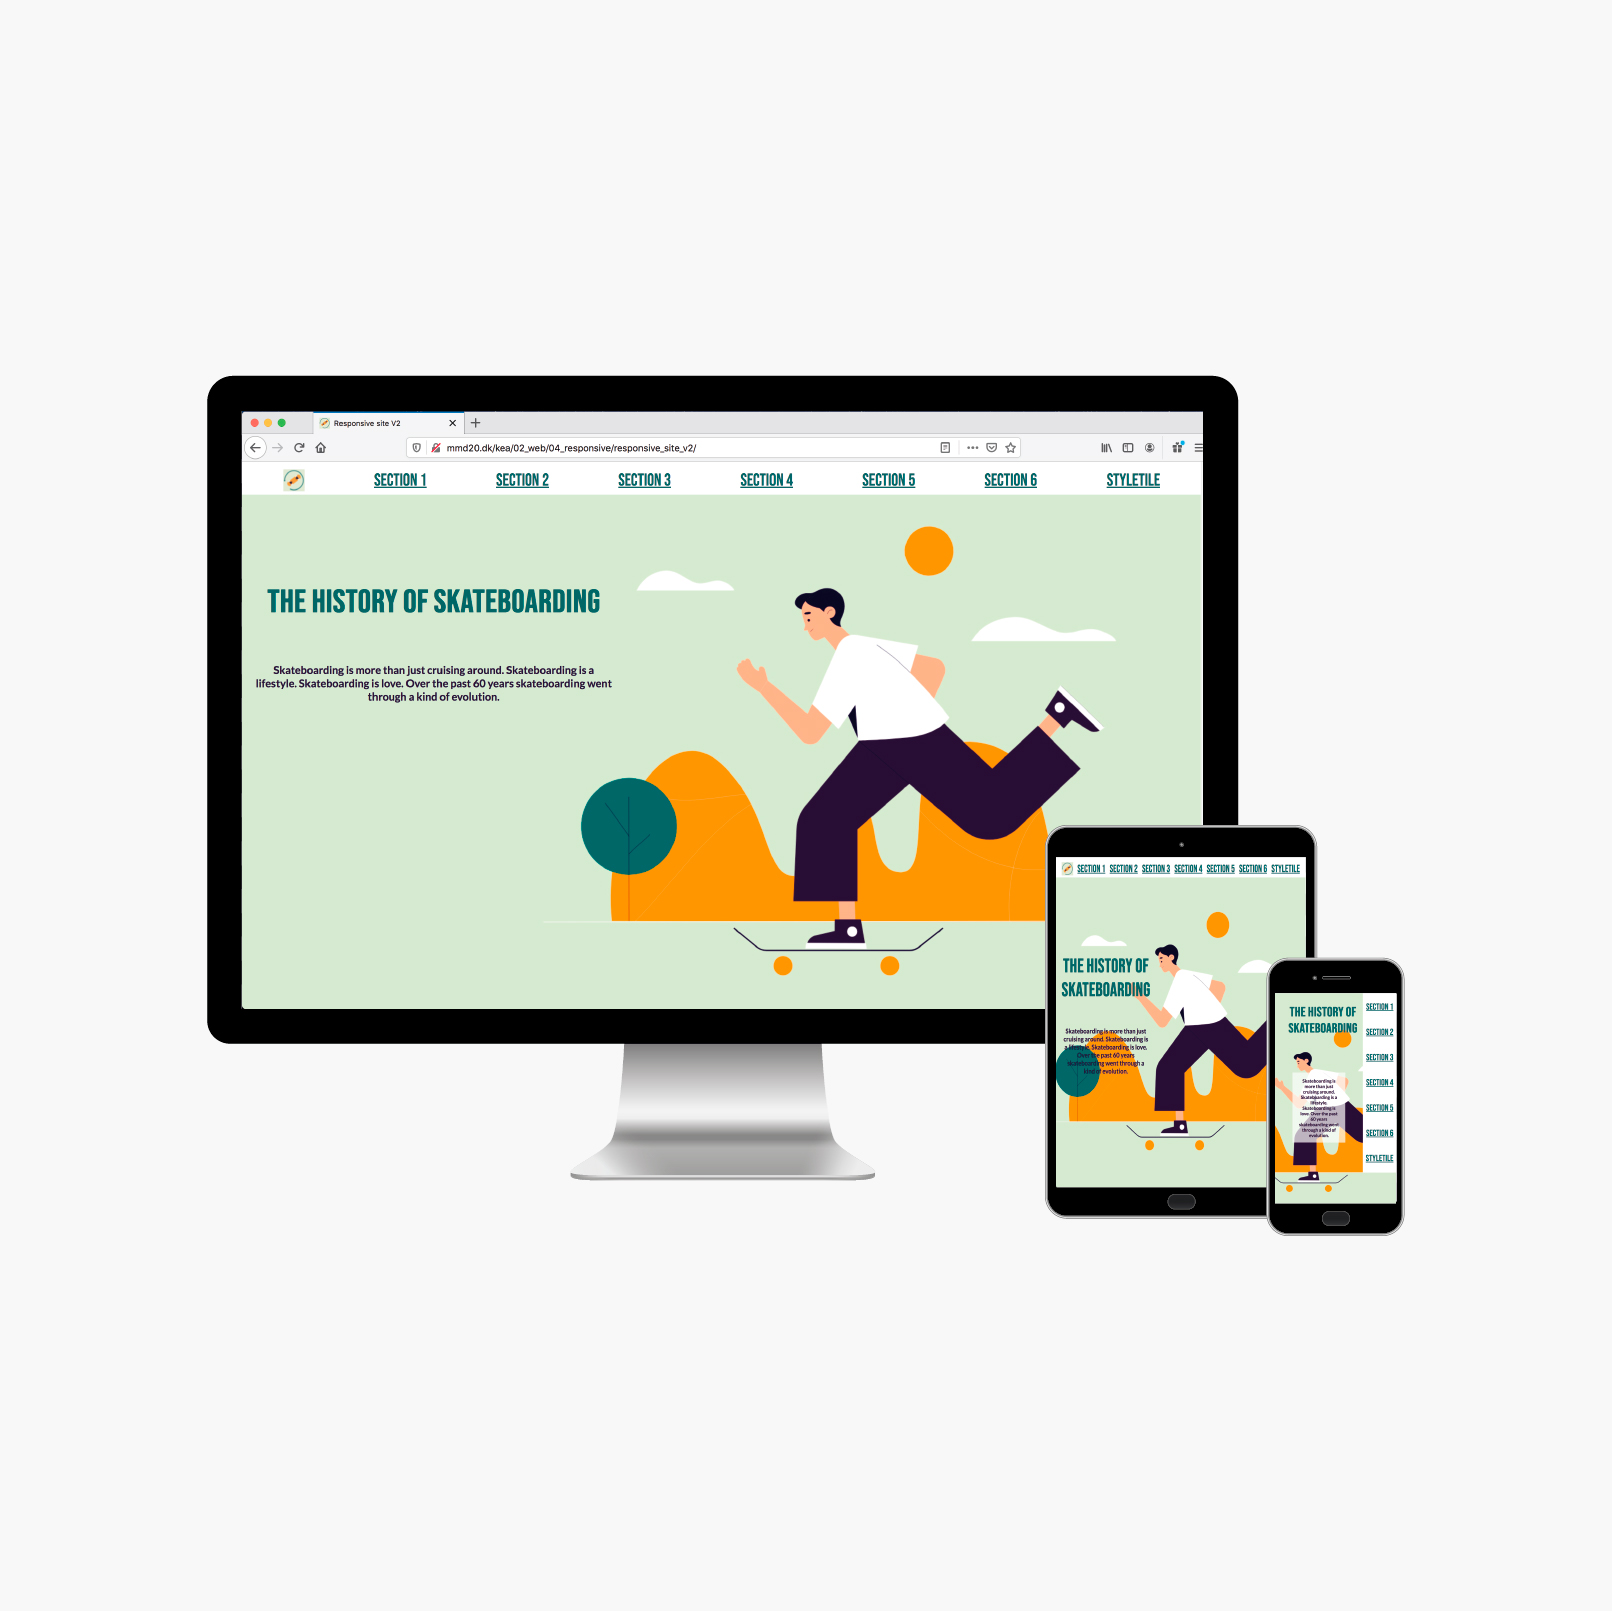 Responsive site V2
mmd20.dk/kea/02_web/04_responsive/responsive_site_v2/
SECTION 1 SECTION 2 SECTION 3 SECTION 4 SECTION 5 SECTION 6 STYLETILE
THE HISTORY OF SKATEBOARDING
Skateboarding is more than just cruising around. Skateboarding is a
lifestyle. Skateboarding is love. Over the past 60 years skateboarding went
through a kind of evolution.
SECTION 1 SECTION 2 SECTION 3 SECTION 4 SECTION 5 SECTION 6 STYLETILE
THE HISTORY OF
SKATEBOARDING
Skateboarding is more than just
cruising around. Skateboarding is
a lifestyle. Skateboarding is love.
Over the past 60 years
skateboarding went through a
kind of evolution.
THE HISTORY OF
SKATEBOARDING
Skateboarding is
more than just
cruising around.
Skateboarding is a
lifestyle.
Skateboarding is
love. Over the past
60 years
skateboarding went
through a kind of
evolution.
SECTION 1
SECTION 2
SECTION 3
SECTION 4
SECTION 5
SECTION 6
STYLETILE